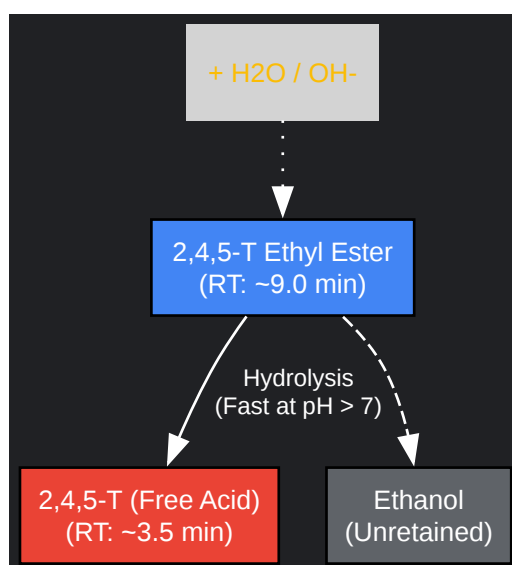 + H2O / OH-
2,4,5-T Ethyl Ester
(RT: ~9.0 min)
Hydrolysis
(Fast at pH > 7)
2,4,5-T (Free Acid)
(RT: ~3.5 min)
Ethanol
(Unretained)